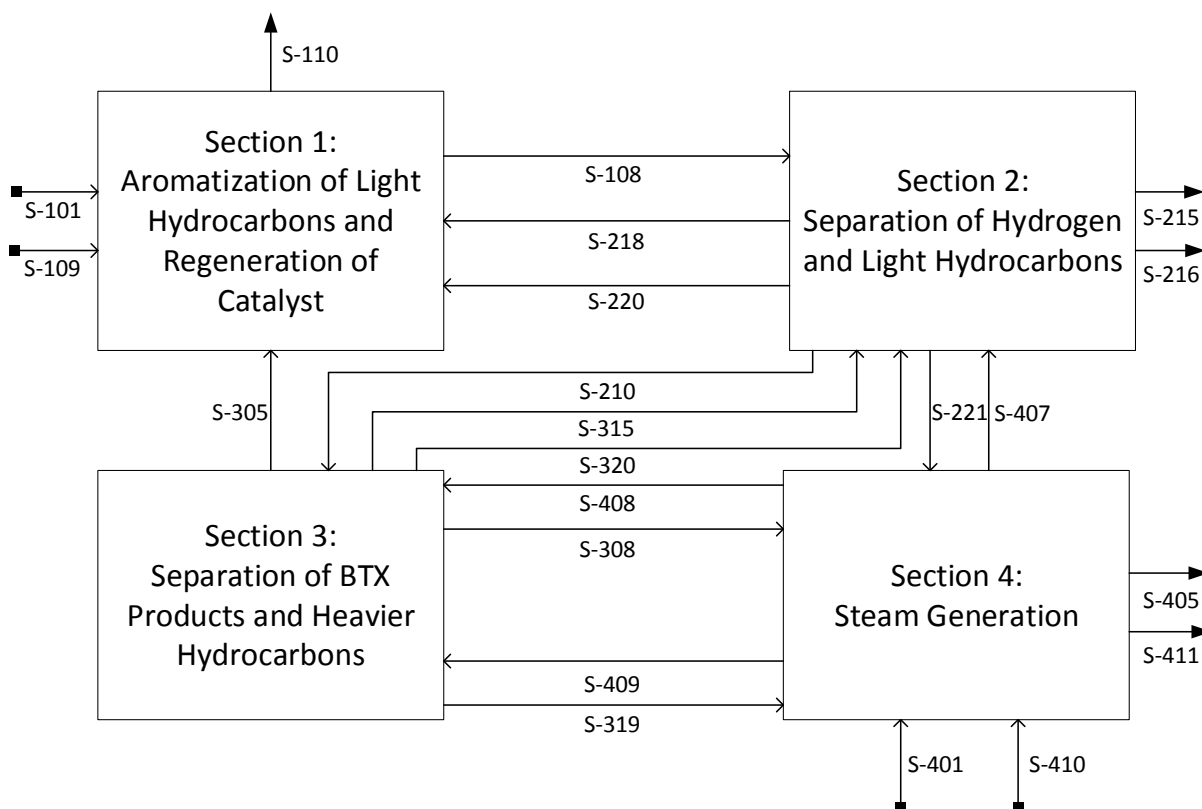 S-110
Section 1:
Aromatization of Light
Hydrocarbons and
Regeneration of
Catalyst
S-101
S-109
S-108
S-218
S-220
Section 2:
Separation of Hydrogen
and Light Hydrocarbons
S-215
S-216
S-305
S-210
S-315
S-320
S-221
S-407
S-408
S-308
Section 3:
Separation of BTX
Products and Heavier
Hydrocarbons
Section 4:
Steam Generation
S-405
S-411
S-409
S-319
S-401
S-410